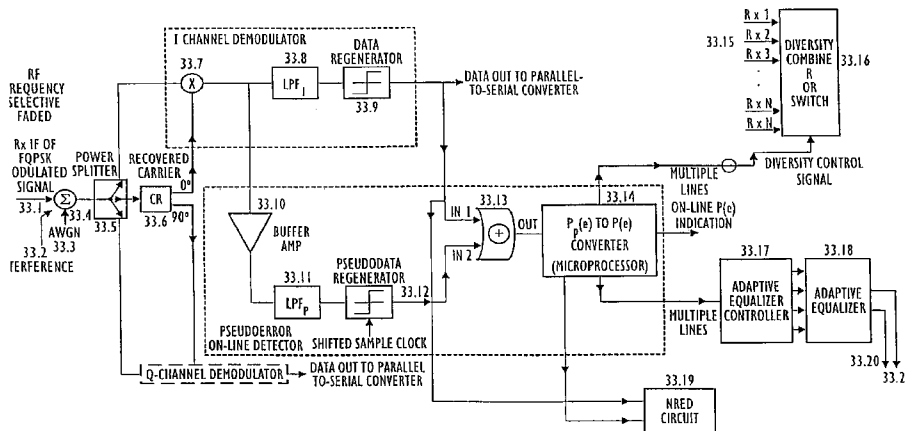 RF
REQUENCY
SELECTIVE
FADED
Rx IF OF
FQPSK
ODULATED
SIGNAL
33.1
33.2
TERFERENCE
Σ
AWGN
33.3
33.4
POWER
SPLITTER
33.5
RECOVERED
CARRIER
CR
33.6
0°
90°
I CHANNEL DEMODULATOR
33.7
X
33.8
LPF I
DATA
REGENERATOR
33.9
DATA OUT TO PARALLEL-
TO-SERIAL CONVERTER
33.10
BUFFER
AMP
33.11
LPF P
PSEUDODATA
REGENERATOR
33.12
SHIFTED SAMPLE CLOCK
PSEUDOERROR
ON-LINE DETECTOR
IN 1
IN 2
33.13
+
OUT
33.14
Pp(e) TO P(e)
CONVERTER
(MICROPROCESSOR)
MULTIPLE
LINES
ON-LINE P(e)
INDICATION
33.15
R x 1
R x 2
R x 3
R x N
R x N
DIVERSITY
COMBINE
R
OR
SWITCH
33.16
DIVERSITY CONTROL
SIGNAL
MULTIPLE
LINES
33.17
ADAPTIVE
EQUALIZER
CONTROLLER
33.18
ADAPTIVE
EQUALIZER
33.20
33.2
33.19
NRED
CIRCUIT
Q-CHANNEL DEMODULATOR
DATA OUT TO PARALLEL
TO-SERIAL CONVERTER